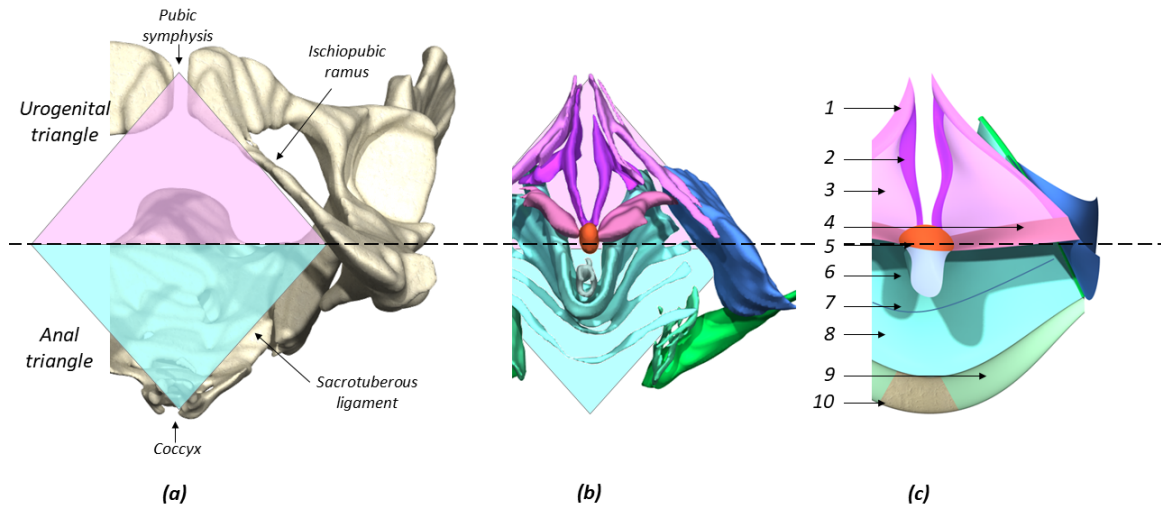 Pubic
symphysis
Ischiopubic
ramus
Urogenital
triangle
Anal
triangle
Sacrotuberous
ligament
Coccyx
(a)
(b)
1
2
3
4
5
6
7
8
9
10
(c)